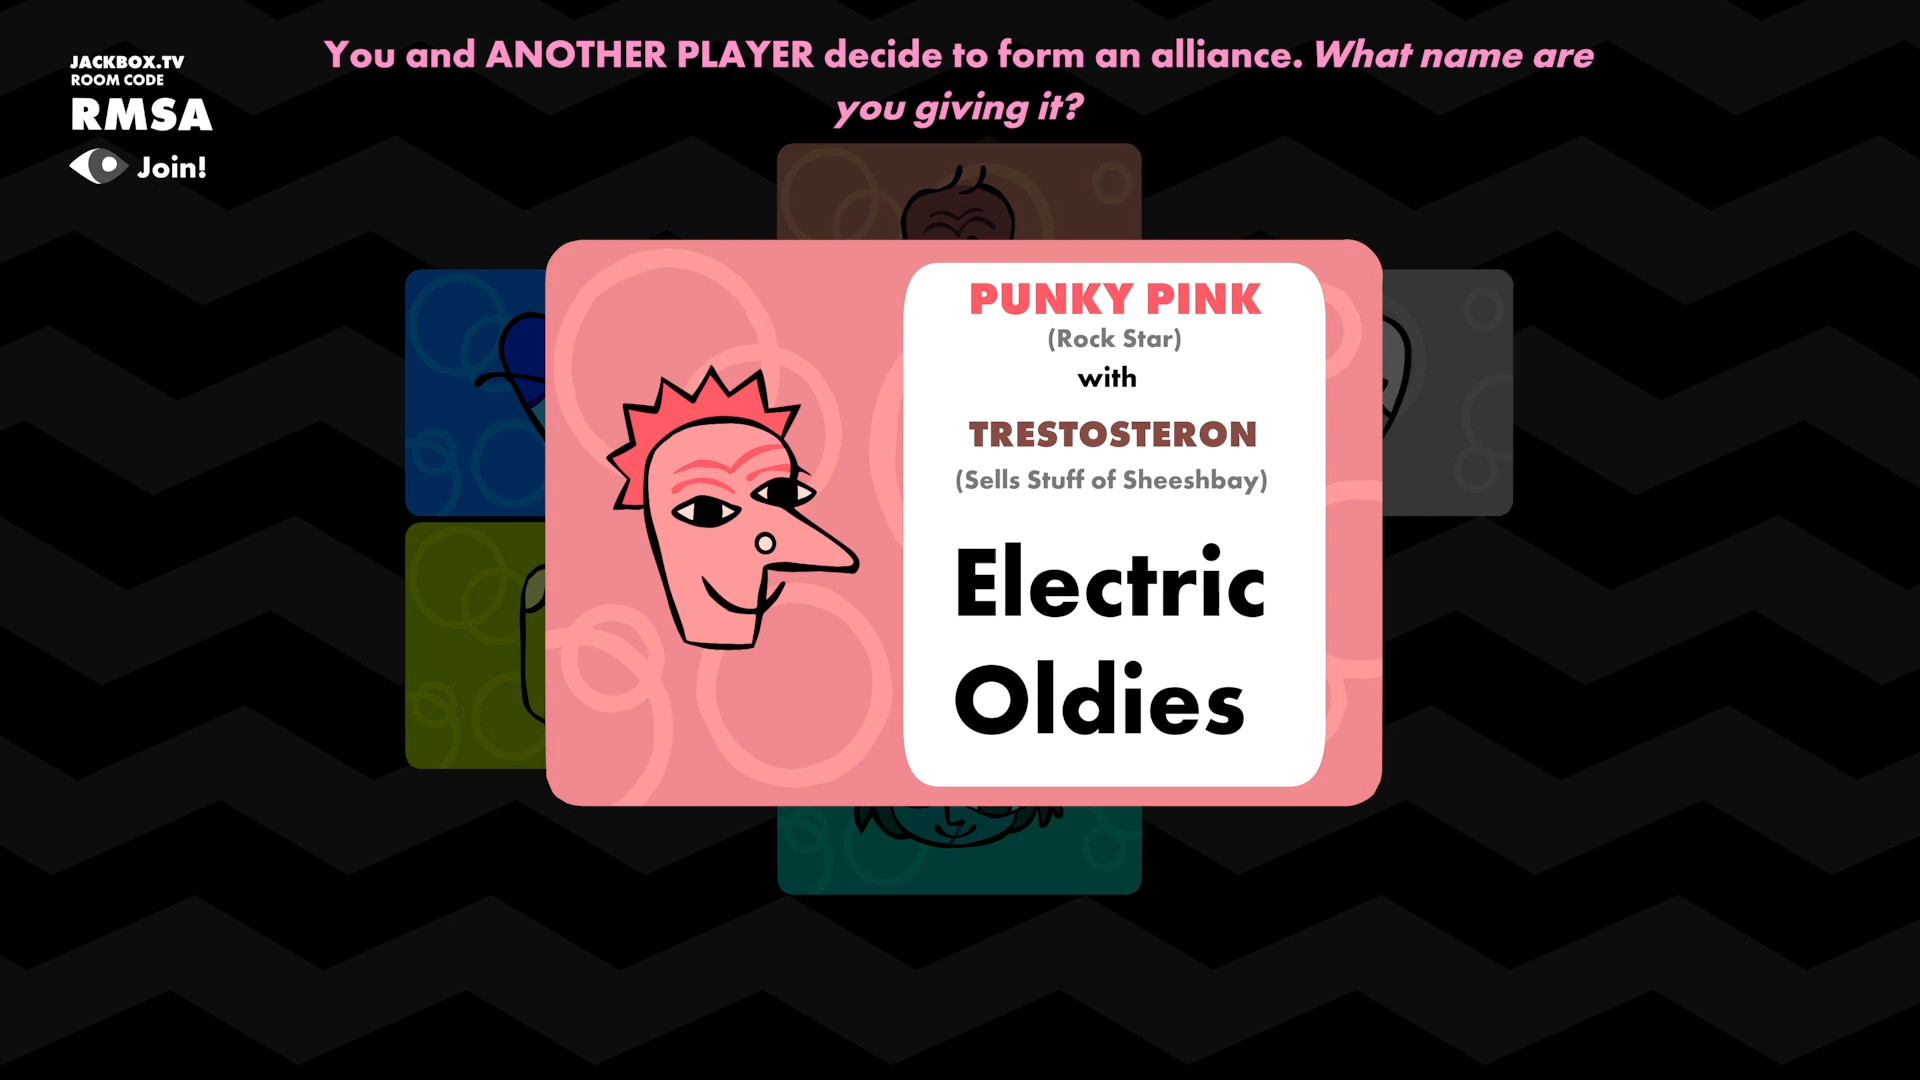 JACKBOX.TV
ROOM CODE
RMSA
Join!
You and ANOTHER PLAYER decide to form an alliance. What name are
you giving it?
PUNKY PINK
(Rock Star)
with
TRESTOSTERON
(Sells Stuff of Sheeshbay)
Electric
Oldies